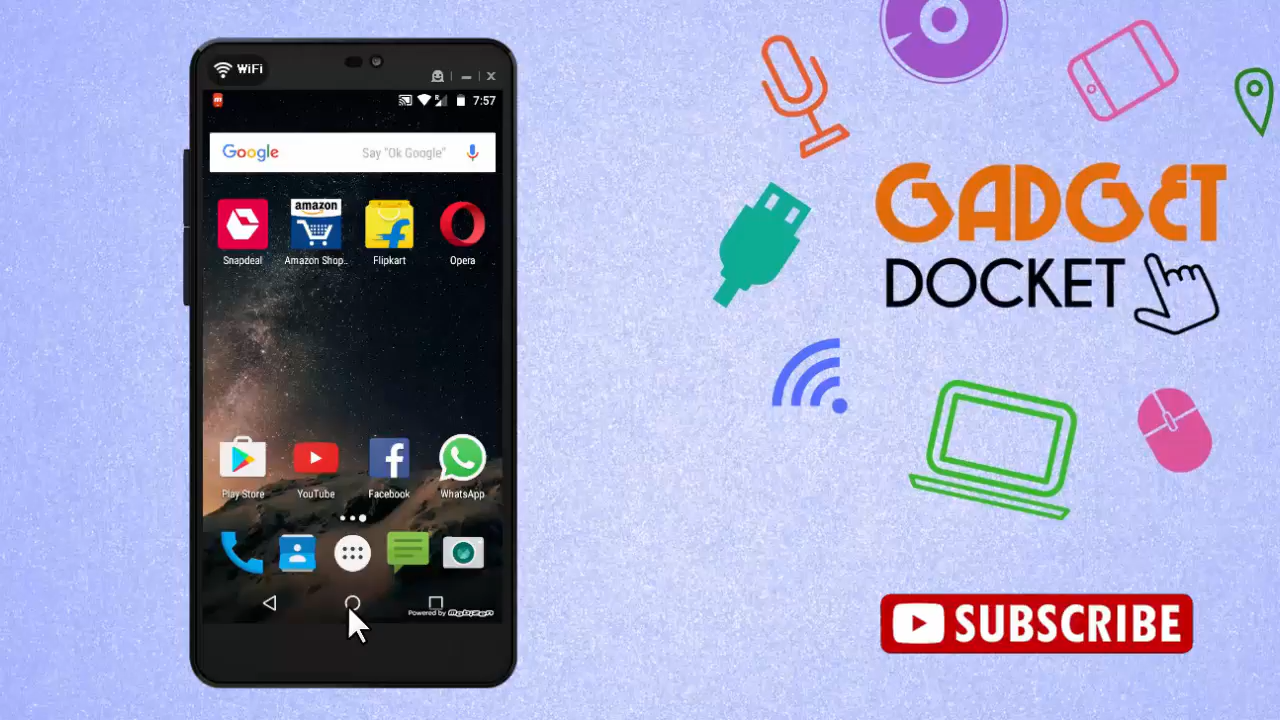 WiFi
7:57
Google
Say "Ok Google"
amazon
Snapdeal
Amazon Shop..
Flipkart
Opera
Play Store
YouTube
Facebook
WhatsApp
Powered by Mobizen
GADGET
DOCKET
SUBSCRIBE